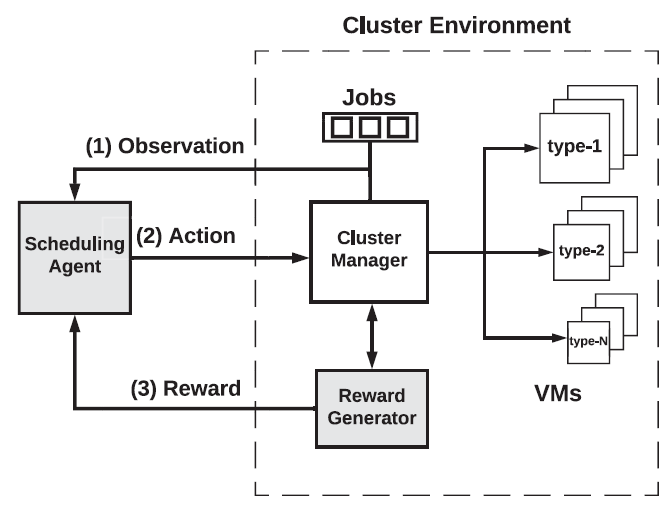 Cluster Environment
Jobs
(1) Observation
type-1
(2) Action
Scheduling
Agent
Cluster
Manager
type-2
type-N
(3) Reward
Reward
Generator
VMs